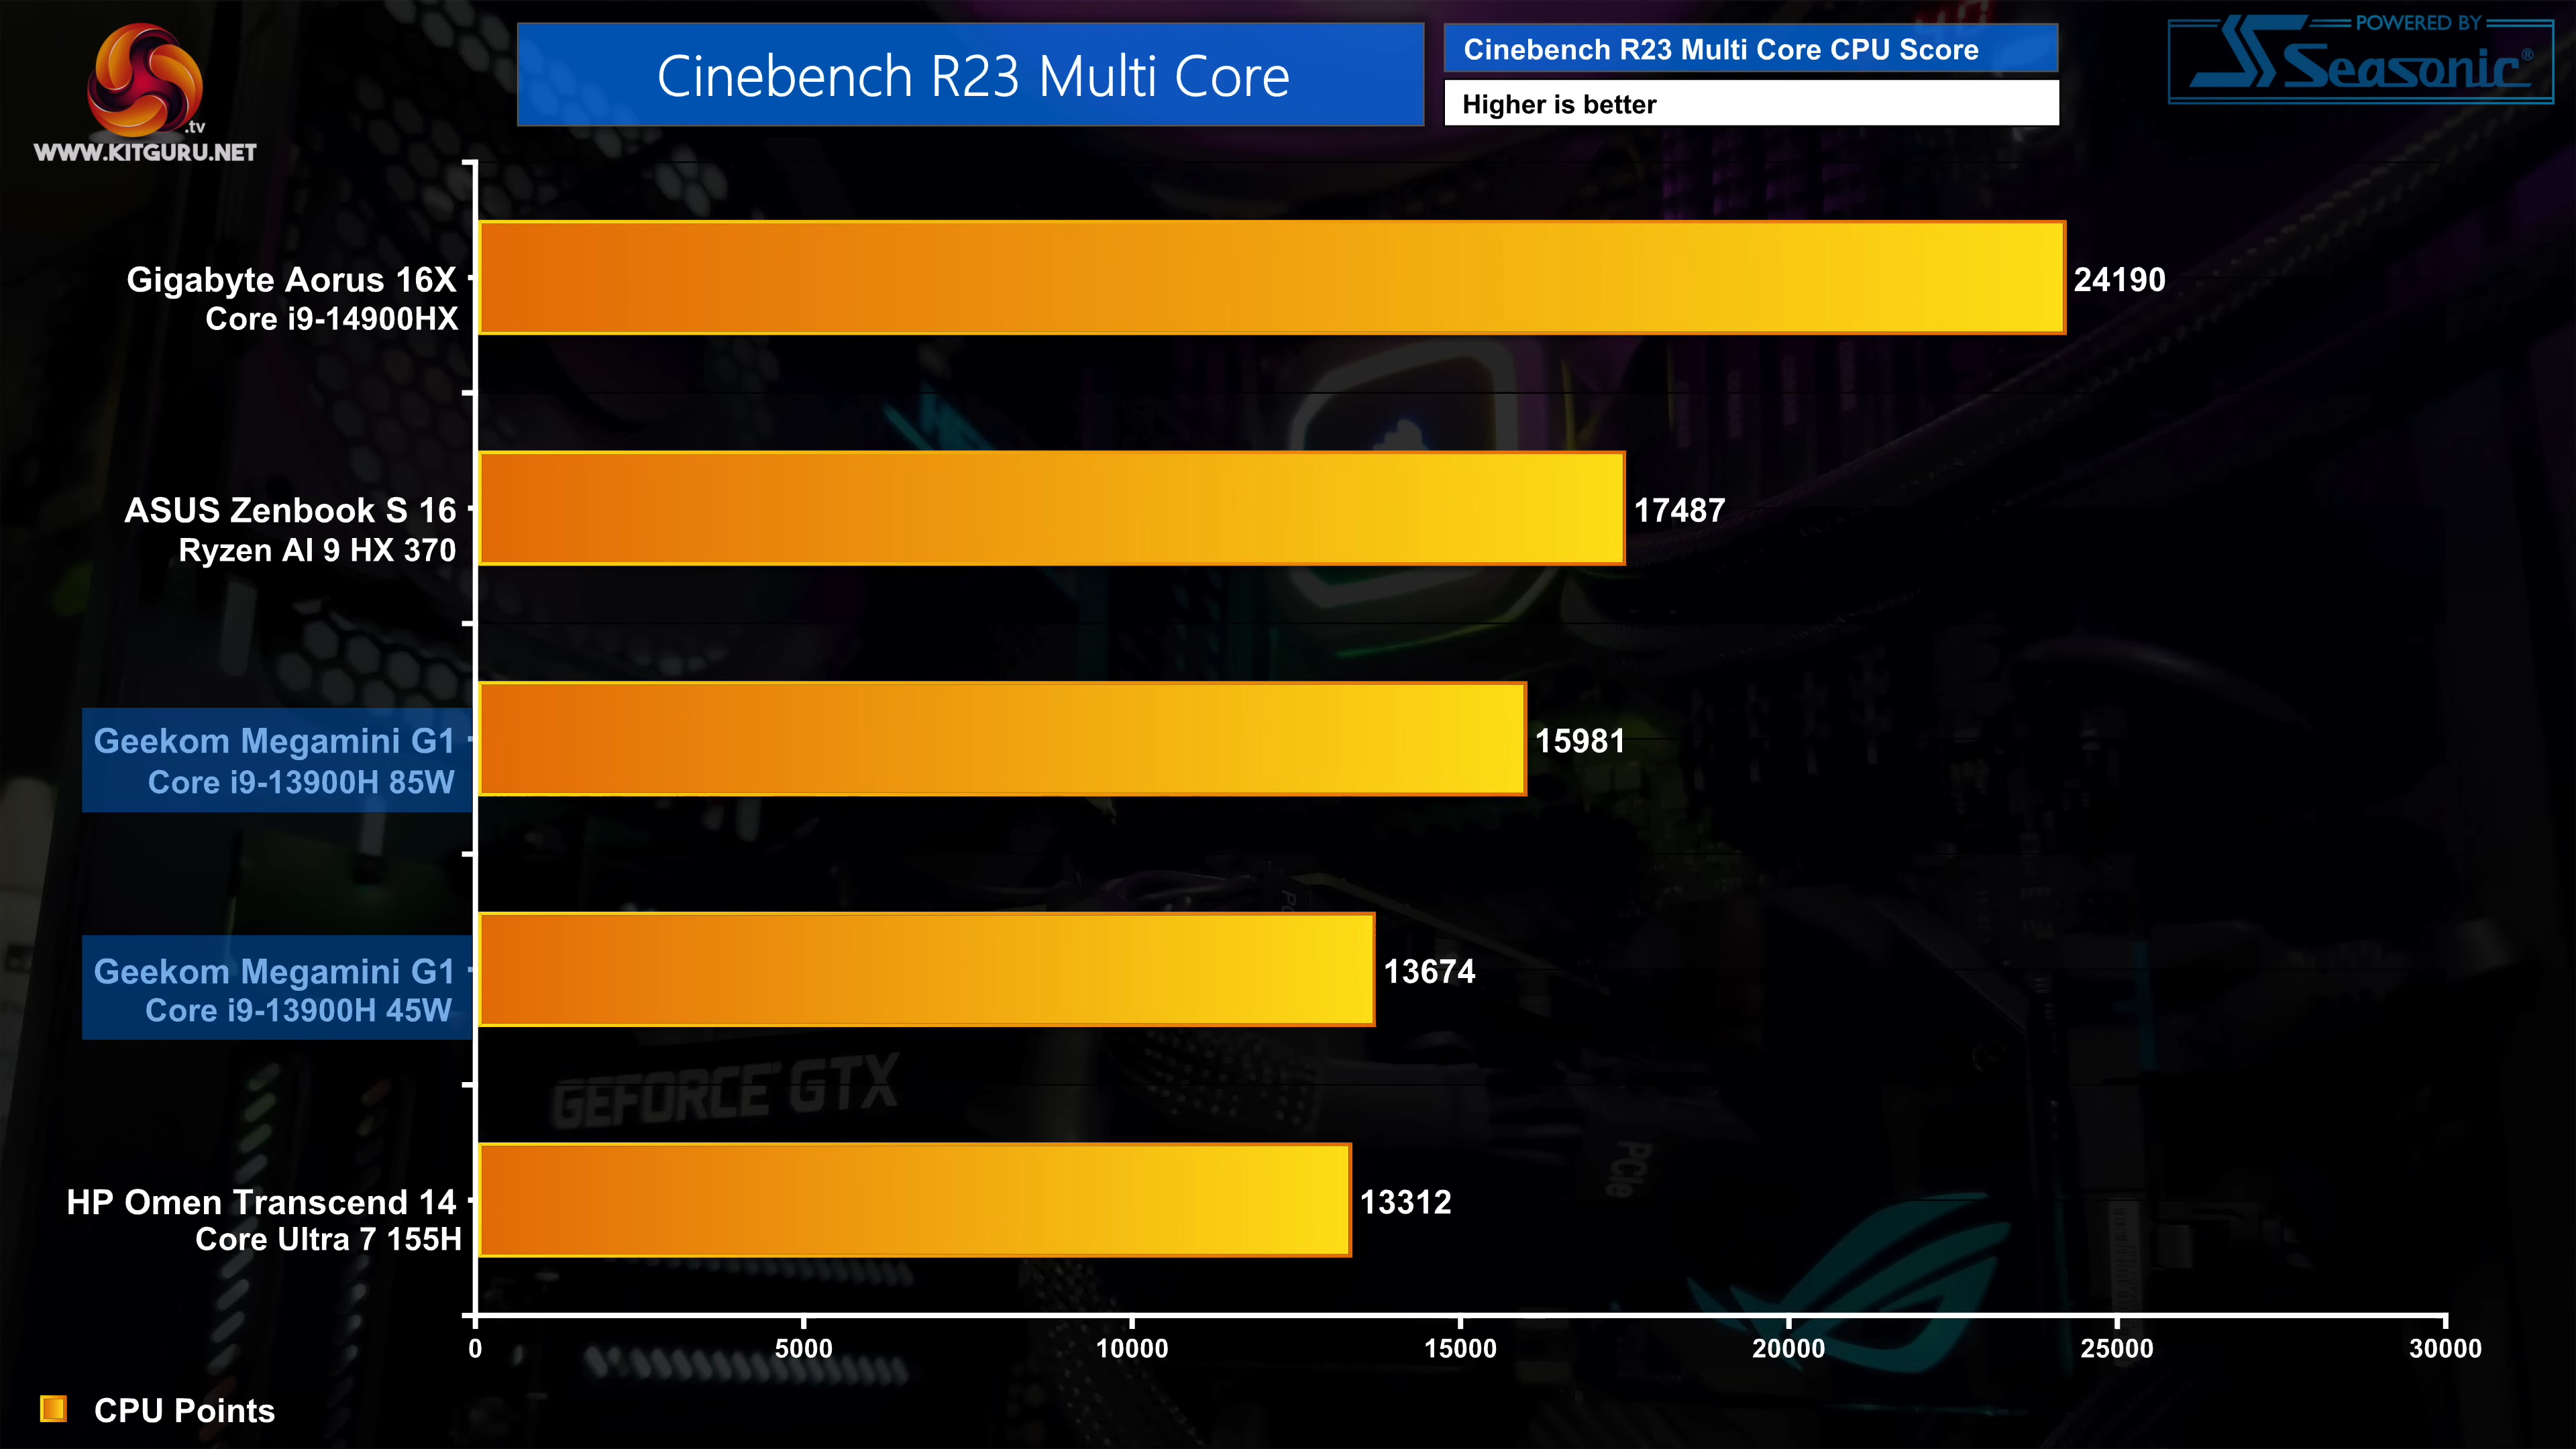 .tv
WWW.KITGURU.NET
Cinebench R23 Multi Core
Cinebench R23 Multi Core CPU Score
Higher is better
POWERED BY
Seasonic®
Gigabyte Aorus 16X
Core i9-14900HX
24190
ASUS Zenbook S 16
Ryzen AI 9 HX 370
17487
Geekom Megamini G1
Core i9-13900H 85W
15981
Geekom Megamini G1
Core i9-13900H 45W
13674
GEFORCE GTX
PCIe
HP Omen Transcend 14
Core Ultra 7 155H
13312
0 5000 10000 15000 20000 25000 30000
CPU Points